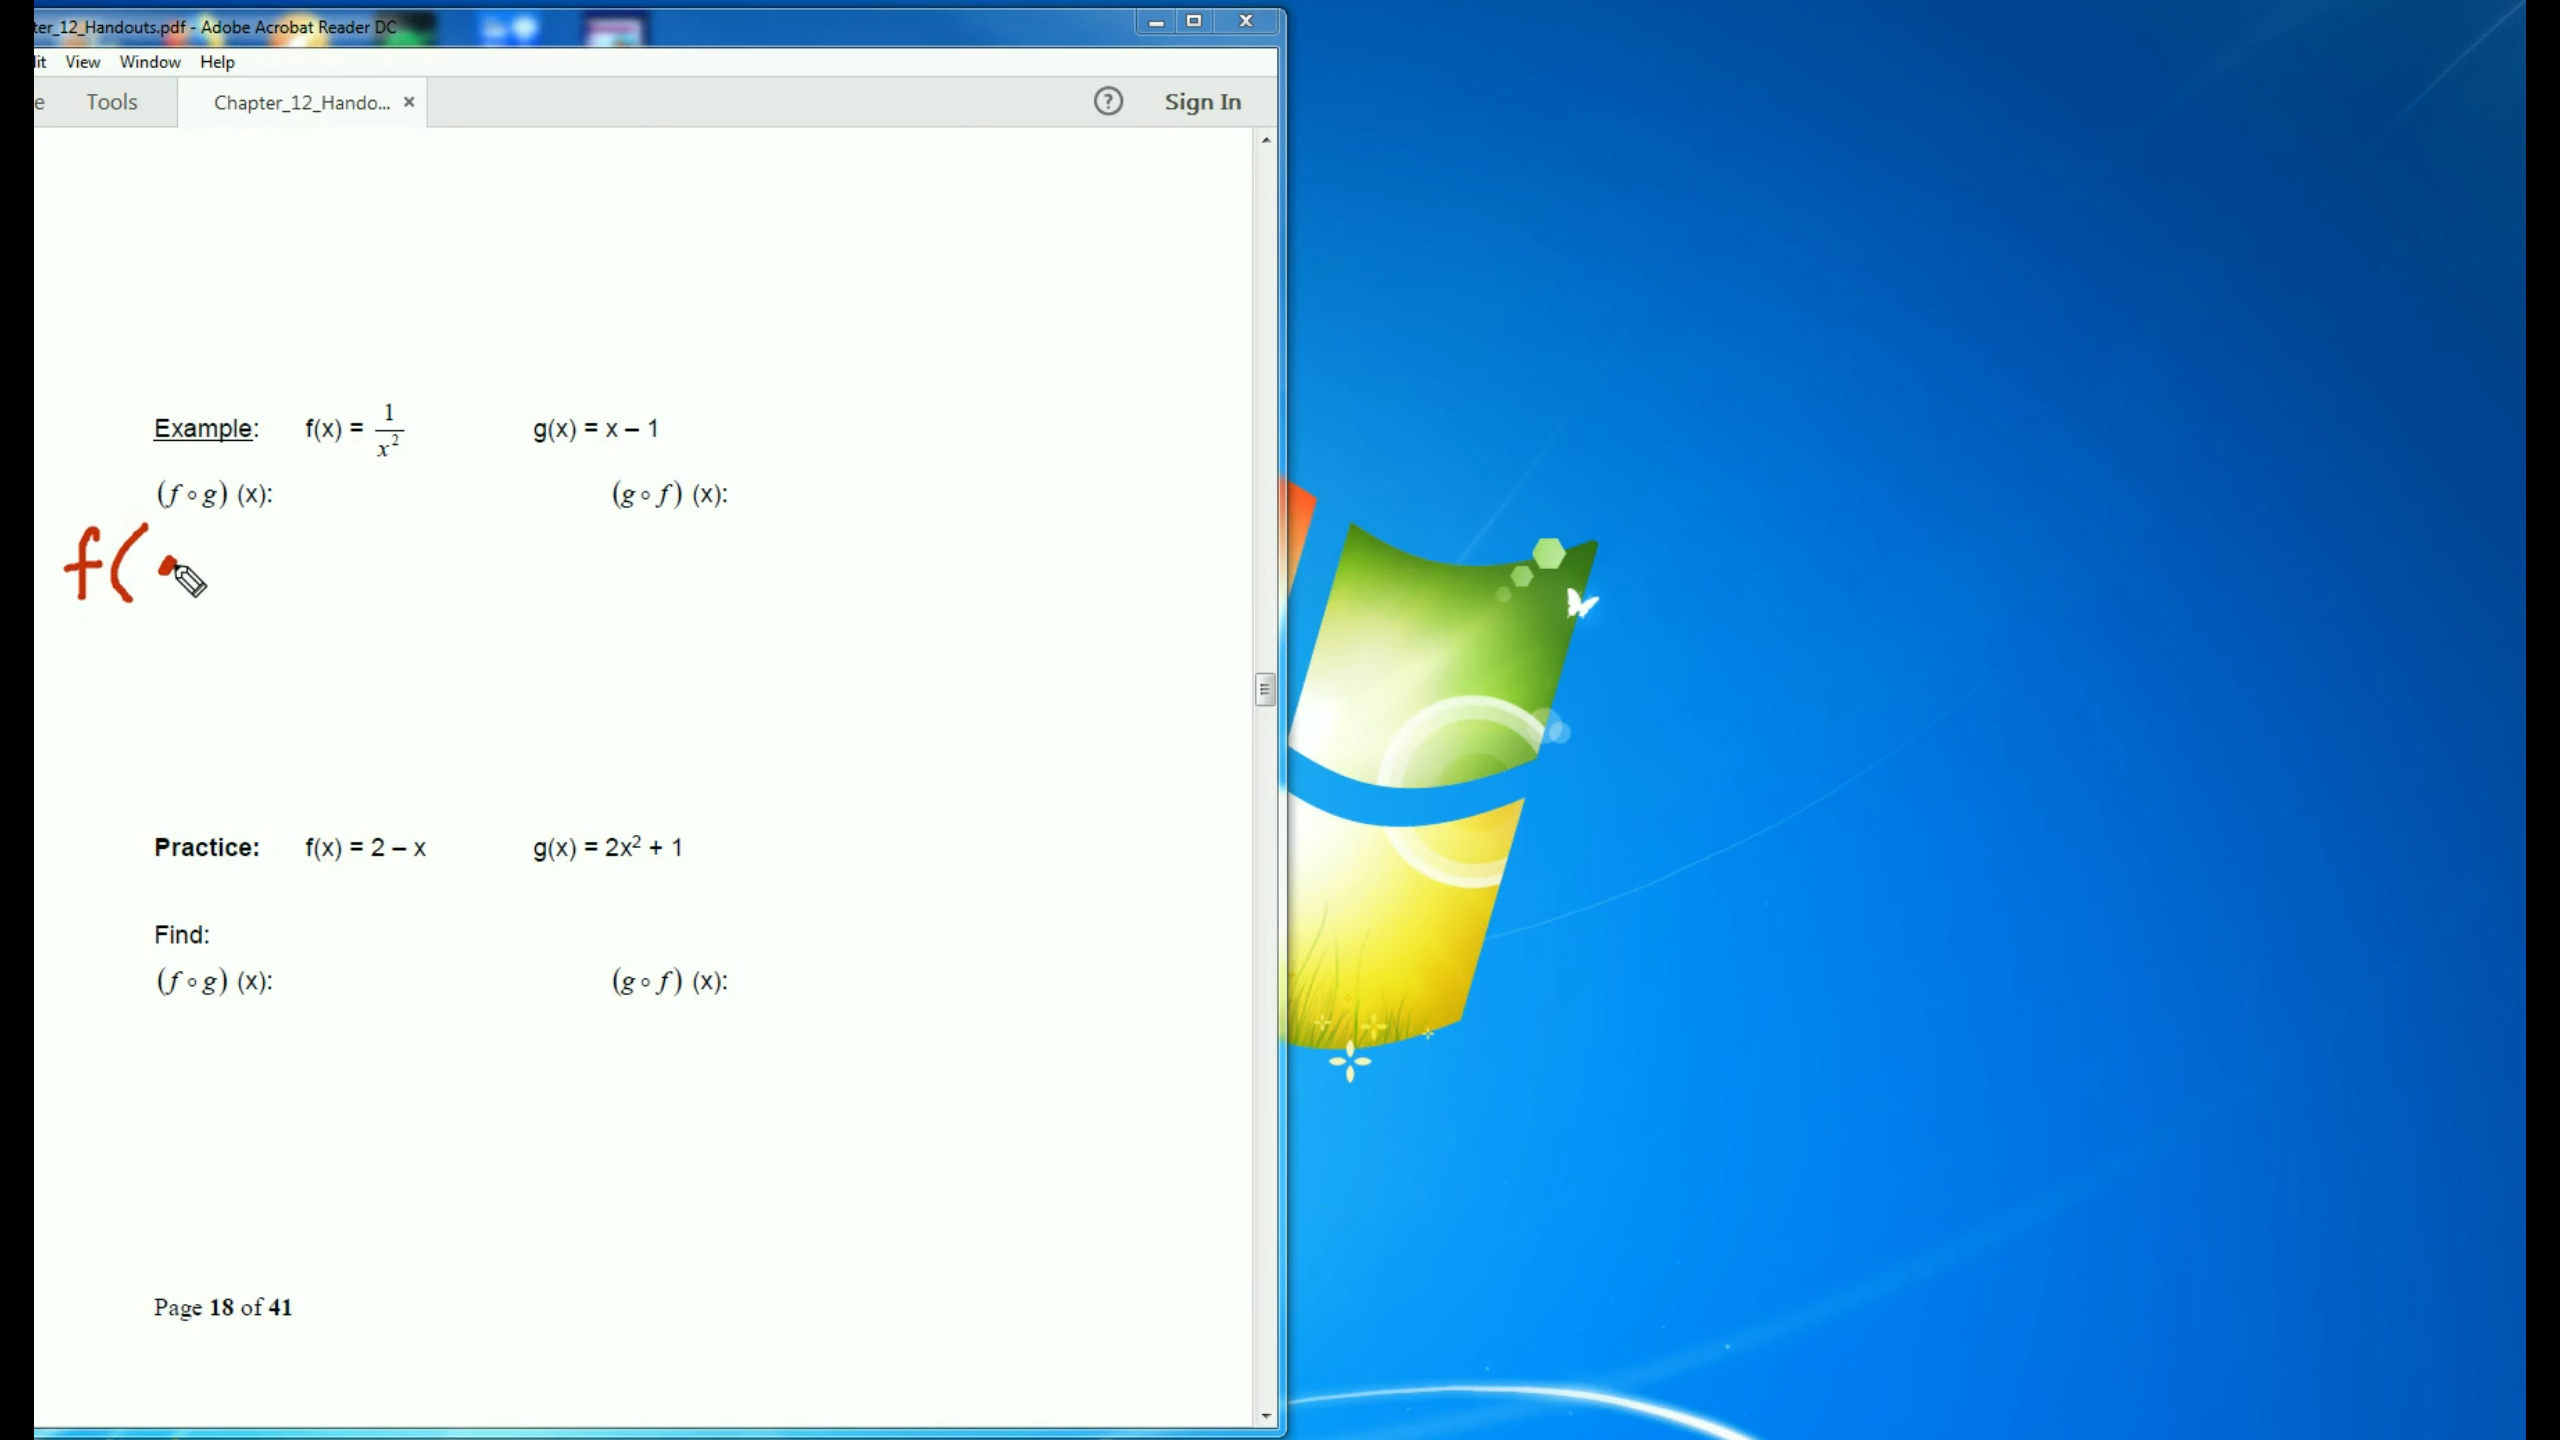 ter_12_Handouts.pdf - Adobe Acrobat Reader DC
it View Window Help
e Tools Chapter_12_Hando... × ? Sign In
Example: f(x) = 1/x² g(x) = x – 1
(f ∘ g) (x): (g ∘ f) (x):
f(
Practice: f(x) = 2 – x g(x) = 2x² + 1
Find:
(f ∘ g) (x): (g ∘ f) (x):
Page 18 of 41